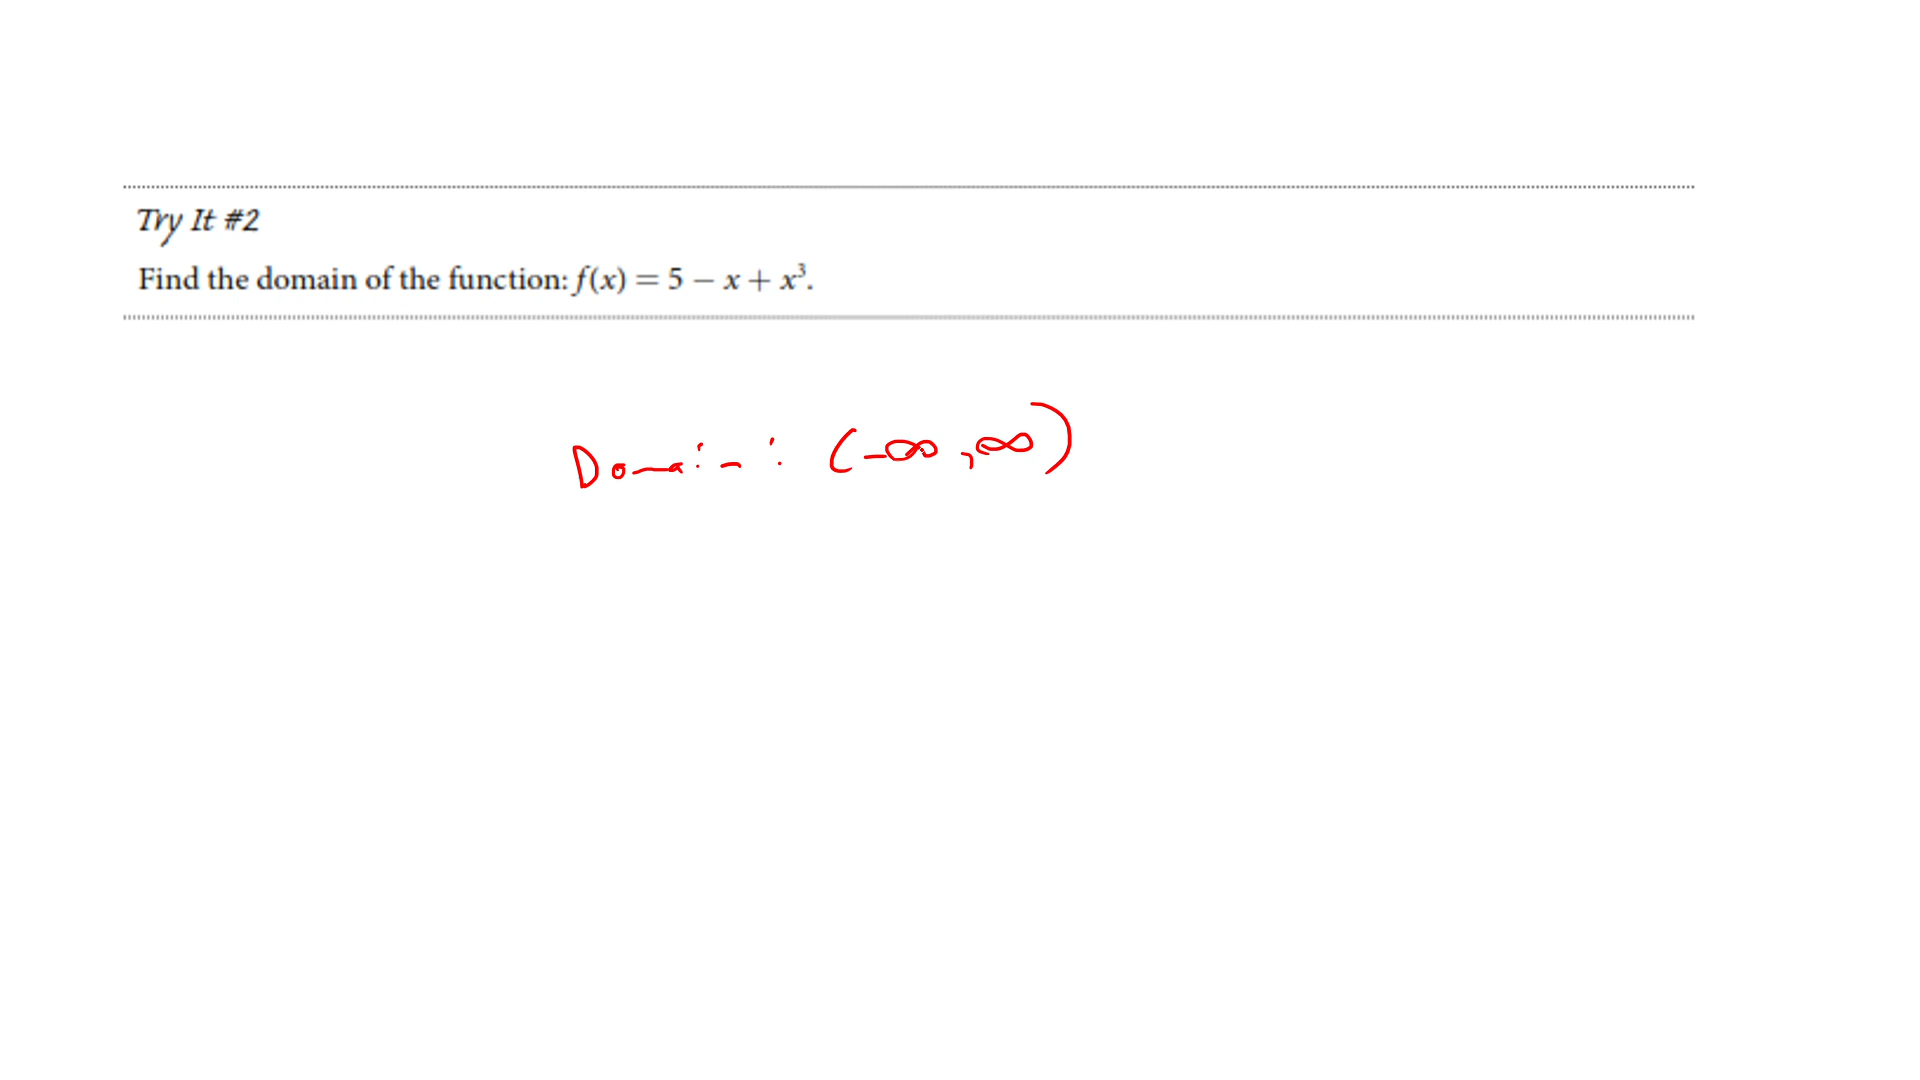 Try It #2
Find the domain of the function: f(x) = 5 − x + x³.
Domain: (-∞, ∞)